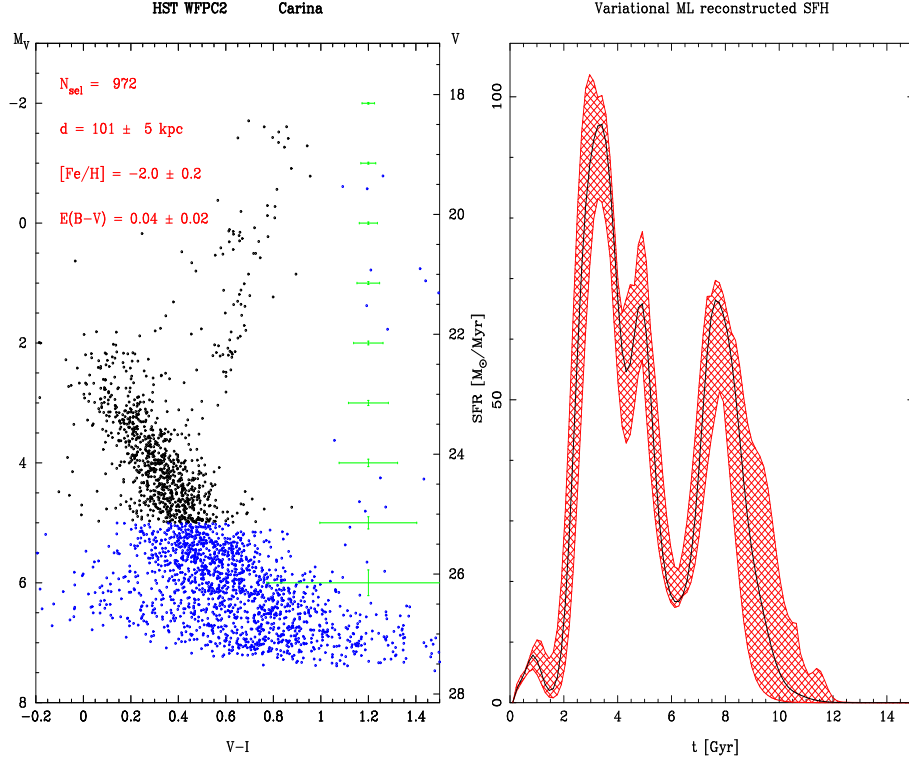 HST WFPC2 Carina
Variational ML reconstructed SFH
M_V
V
N_sel = 972
d = 101 ± 5 kpc
[Fe/H] = −2.0 ± 0.2
E(B−V) = 0.04 ± 0.02
−2
0
2
4
6
8
18
20
22
24
26
28
−0.2 0 0.2 0.4 0.6 0.8 1 1.2 1.4
V−I
SFR [M_⊙/Myr]
100
50
0
0 2 4 6 8 10 12 14
t [Gyr]